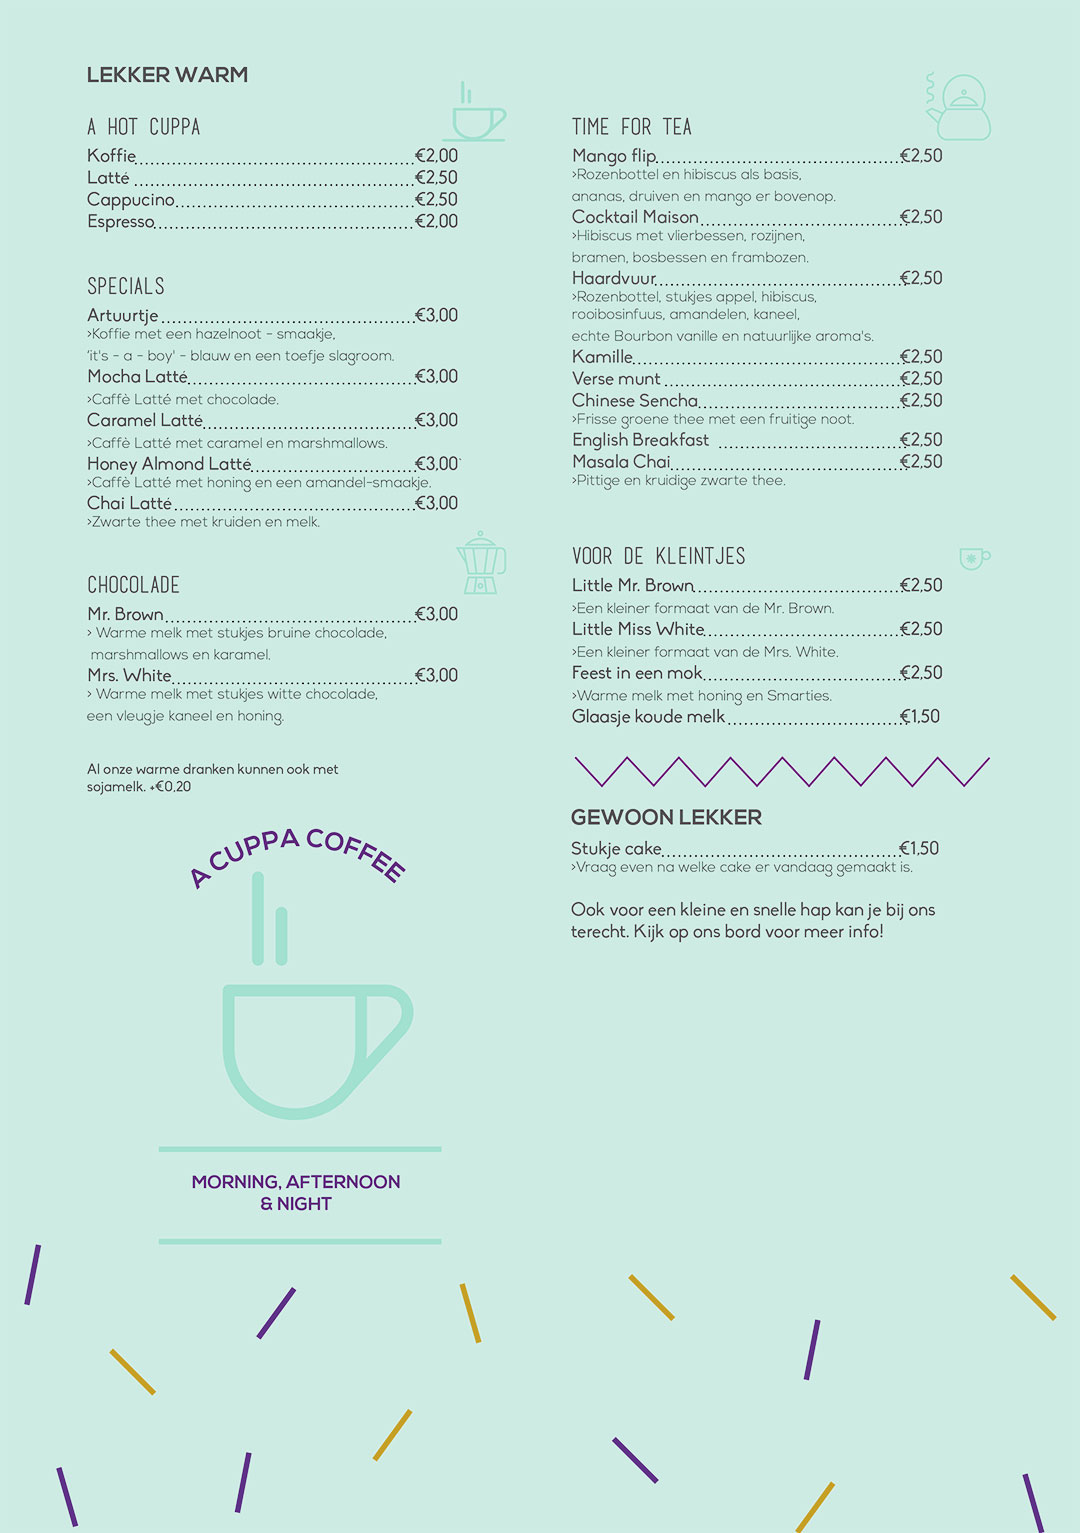 LEKKER WARM
A HOT CUPPA
Koffie €2,00
Latté €2,50
Cappucino €2,50
Espresso €2,00
SPECIALS
Artuurtje €3,00
>Koffie met een hazelnoot - smaakje,
'it's - a - boy' - blauw en een toefje slagroom.
Mocha Latté €3,00
>Caffè Latté met chocolade.
Caramel Latté €3,00
>Caffè Latté met caramel en marshmallows.
Honey Almond Latté €3,00
>Caffè Latté met honing en een amandel-smaakje.
Chai Latté €3,00
>Zwarte thee met kruiden en melk.
CHOCOLADE
Mr. Brown €3,00
> Warme melk met stukjes bruine chocolade,
marshmallows en karamel.
Mrs. White €3,00
> Warme melk met stukjes witte chocolade,
een vleugje kaneel en honing.
Al onze warme dranken kunnen ook met
sojamelk. +€0,20
A CUPPA COFFEE
MORNING, AFTERNOON
& NIGHT
TIME FOR TEA
Mango flip €2,50
>Rozenbottel en hibiscus als basis,
ananas, druiven en mango er bovenop.
Cocktail Maison €2,50
>Hibiscus met vlierbessen, rozijnen,
bramen, bosbessen en frambozen.
Haardvuur €2,50
>Rozenbottel, stukjes appel, hibiscus,
rooibosinfuus, amandelen, kaneel,
echte Bourbon vanille en natuurlijke aroma's.
Kamille €2,50
Verse munt €2,50
Chinese Sencha €2,50
>Frisse groene thee met een fruitige noot.
English Breakfast €2,50
Masala Chai €2,50
>Pittige en kruidige zwarte thee.
VOOR DE KLEINTJES
Little Mr. Brown €2,50
>Een kleiner formaat van de Mr. Brown.
Little Miss White €2,50
>Een kleiner formaat van de Mrs. White.
Feest in een mok €2,50
>Warme melk met honing en Smarties.
Glaasje koude melk €1,50
GEWOON LEKKER
Stukje cake €1,50
>Vraag even na welke cake er vandaag gemaakt is.
Ook voor een kleine en snelle hap kan je bij ons
terecht. Kijk op ons bord voor meer info!